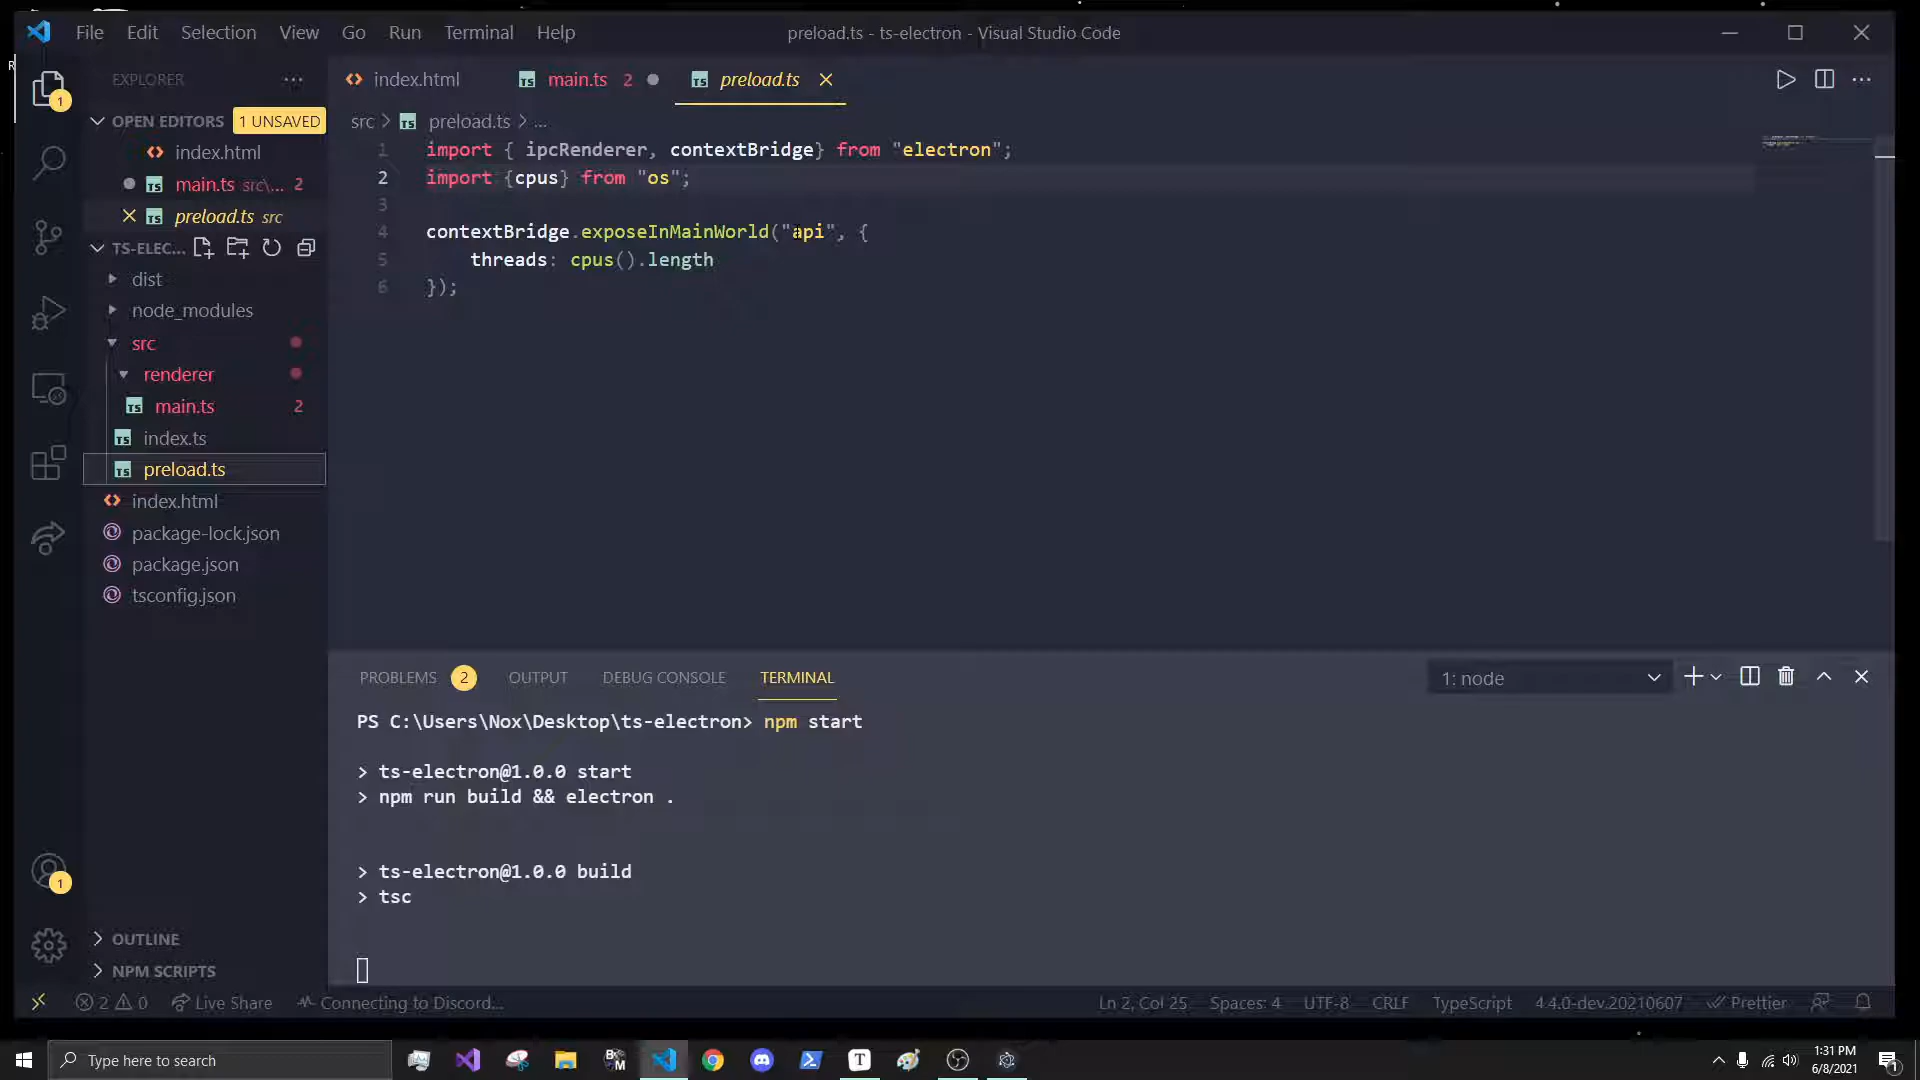 File Edit Selection View Go Run Terminal Help
preload.ts - ts-electron - Visual Studio Code
EXPLORER
index.html
main.ts 2
preload.ts
OPEN EDITORS 1 UNSAVED
index.html
main.ts src\... 2
preload.ts src
TS-ELEC...
dist
node_modules
src
renderer
main.ts 2
index.ts
preload.ts
index.html
package-lock.json
package.json
tsconfig.json
OUTLINE
NPM SCRIPTS
1
1
src > preload.ts > ...
1 import { ipcRenderer, contextBridge} from "electron";
2 import {cpus} from "os";
3
4 contextBridge.exposeInMainWorld("api", {
5 threads: cpus().length
6 });
PROBLEMS 2 OUTPUT DEBUG CONSOLE TERMINAL
1: node
PS C:\Users\Nox\Desktop\ts-electron> npm start
> ts-electron@1.0.0 start
> npm run build && electron .
> ts-electron@1.0.0 build
> tsc
2 0 Live Share Connecting to Discord...
Ln 2, Col 25 Spaces: 4 UTF-8 CRLF TypeScript 4.4.0-dev.20210607 Prettier
Type here to search
1:31 PM
6/8/2021